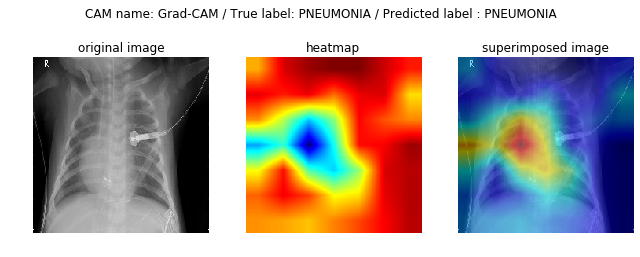 CAM name: Grad-CAM / True label: PNEUMONIA / Predicted label : PNEUMONIA
original image
heatmap
superimposed image
R
R